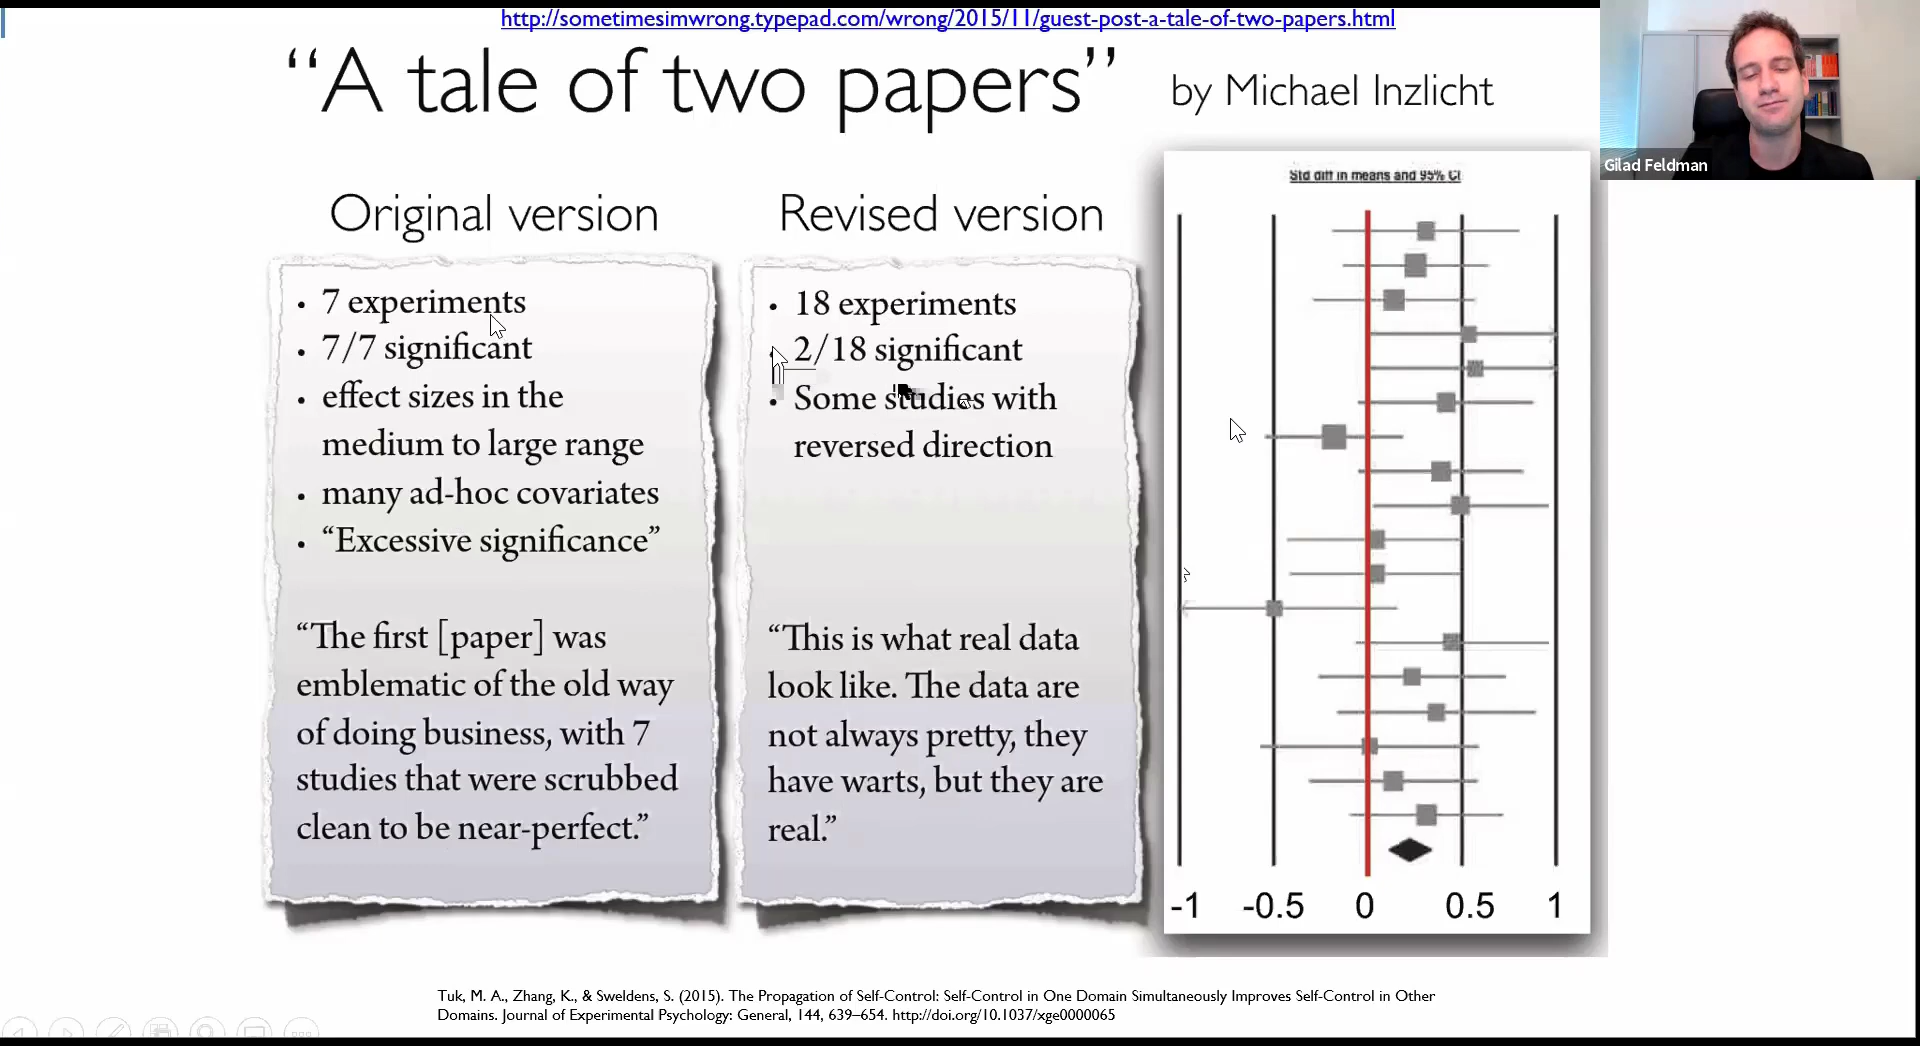 http://sometimesimwrong.typepad.com/wrong/2015/11/guest-post-a-tale-of-two-papers.html
“A tale of two papers” by Michael Inzlicht
Gilad Feldman
Original version
• 7 experiments
• 7/7 significant
• effect sizes in the
medium to large range
• many ad-hoc covariates
• “Excessive significance”
“The first [paper] was
emblematic of the old way
of doing business, with 7
studies that were scrubbed
clean to be near-perfect.”
Revised version
• 18 experiments
• 2/18 significant
• Some studies with
reversed direction
“This is what real data
look like. The data are
not always pretty, they
have warts, but they are
real.”
Std diff in means and 95% CI
-1 -0.5 0 0.5 1
Tuk, M. A., Zhang, K., & Sweldens, S. (2015). The Propagation of Self-Control: Self-Control in One Domain Simultaneously Improves Self-Control in Other
Domains. Journal of Experimental Psychology: General, 144, 639–654. http://doi.org/10.1037/xge0000065